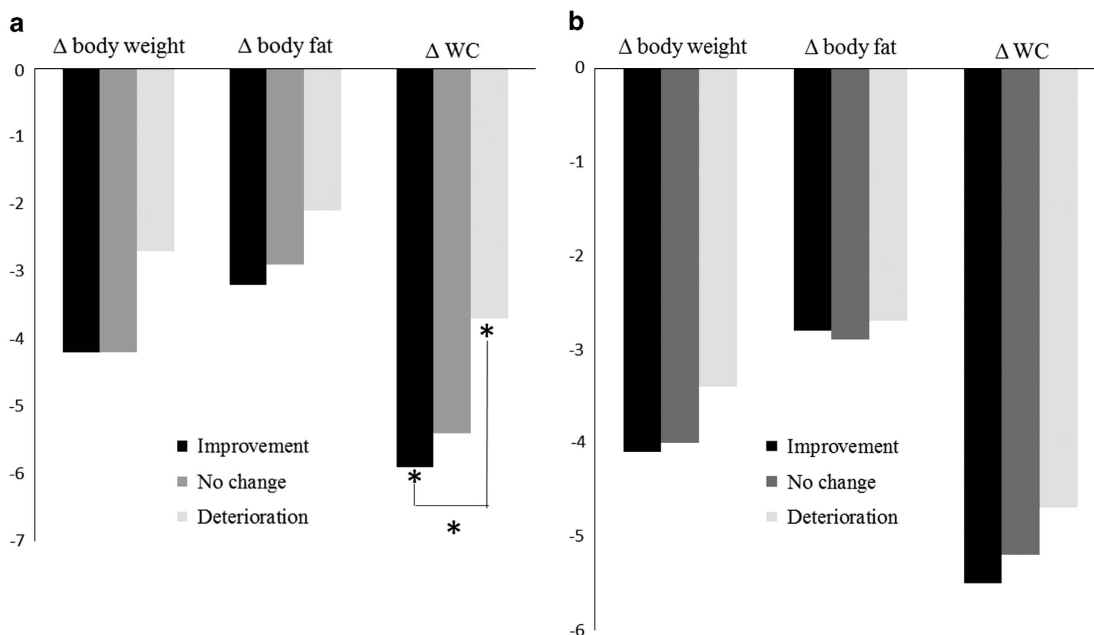 a
Δ body weight Δ body fat Δ WC
0
-1
-2
-3
-4
-5
-6
-7
*
*
*
Improvement
No change
Deterioration
b
Δ body weight Δ body fat Δ WC
0
-1
-2
-3
-4
-5
-6
Improvement
No change
Deterioration